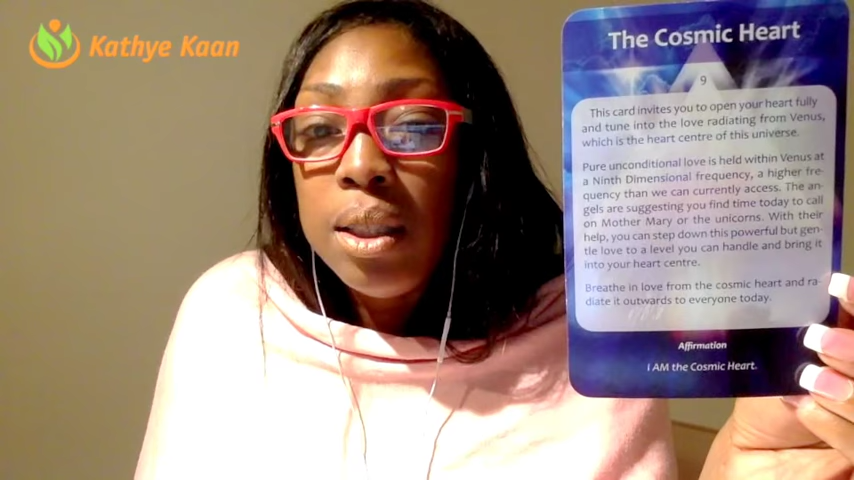 Kathye Kaan
The Cosmic Heart
9
This card invites you to open your heart fully
and tune into the love radiating from Venus,
which is the heart centre of this universe.
Pure unconditional love is held within Venus at
a Ninth Dimensional frequency, a higher fre-
quency than we can currently access. The an-
gels are suggesting you find time today to call
on Mother Mary or the unicorns. With their
help, you can step down this powerful but gen-
tle love to a level you can handle and bring it
into your heart centre.
Breathe in love from the cosmic heart and ra-
diate it outwards to everyone today.
Affirmation
I AM the Cosmic Heart.